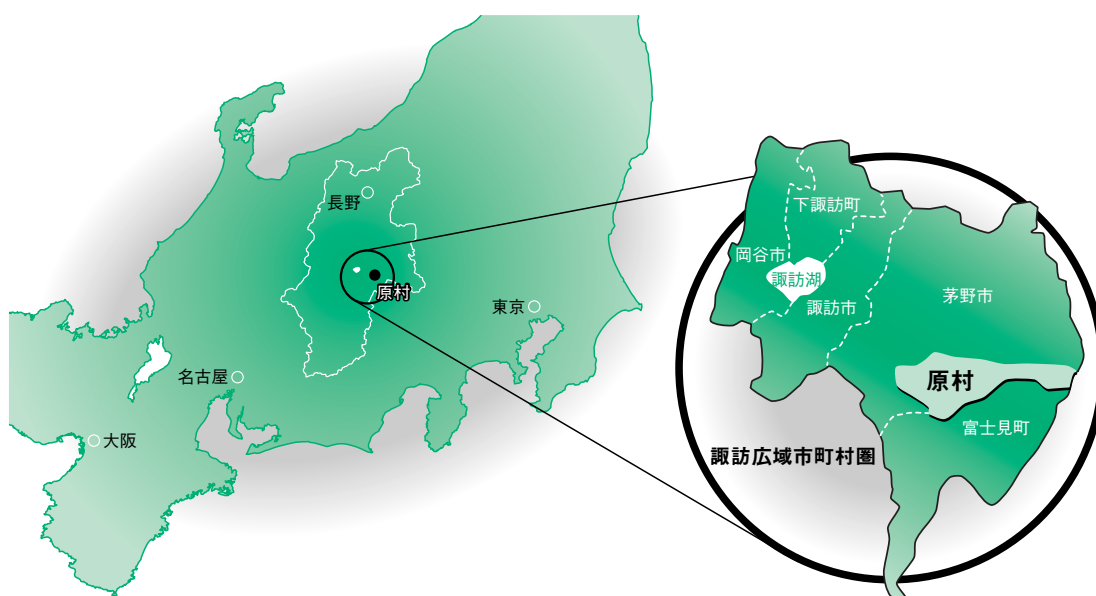 長野
原村
東京
名古屋
大阪
下諏訪町
岡谷市
諏訪湖
諏訪市
茅野市
原村
富士見町
諏訪広域市町村圏